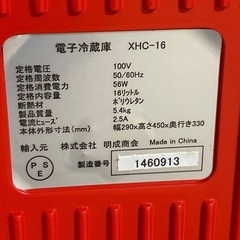 電子冷蔵庫 XHC-16
定格電圧 100V
定格周波数 50/60Hz
定格消費電力 56W
定格内容量 16リットル
断熱材 ポリウレタン
製品質量 5.4kg
電流ヒューズ 2.5A
本体外形寸法(mm) 幅290x高さ450x奥行き330
輸入元 株式会社 明成商会 Made in China
PSE 製造番号 1460913